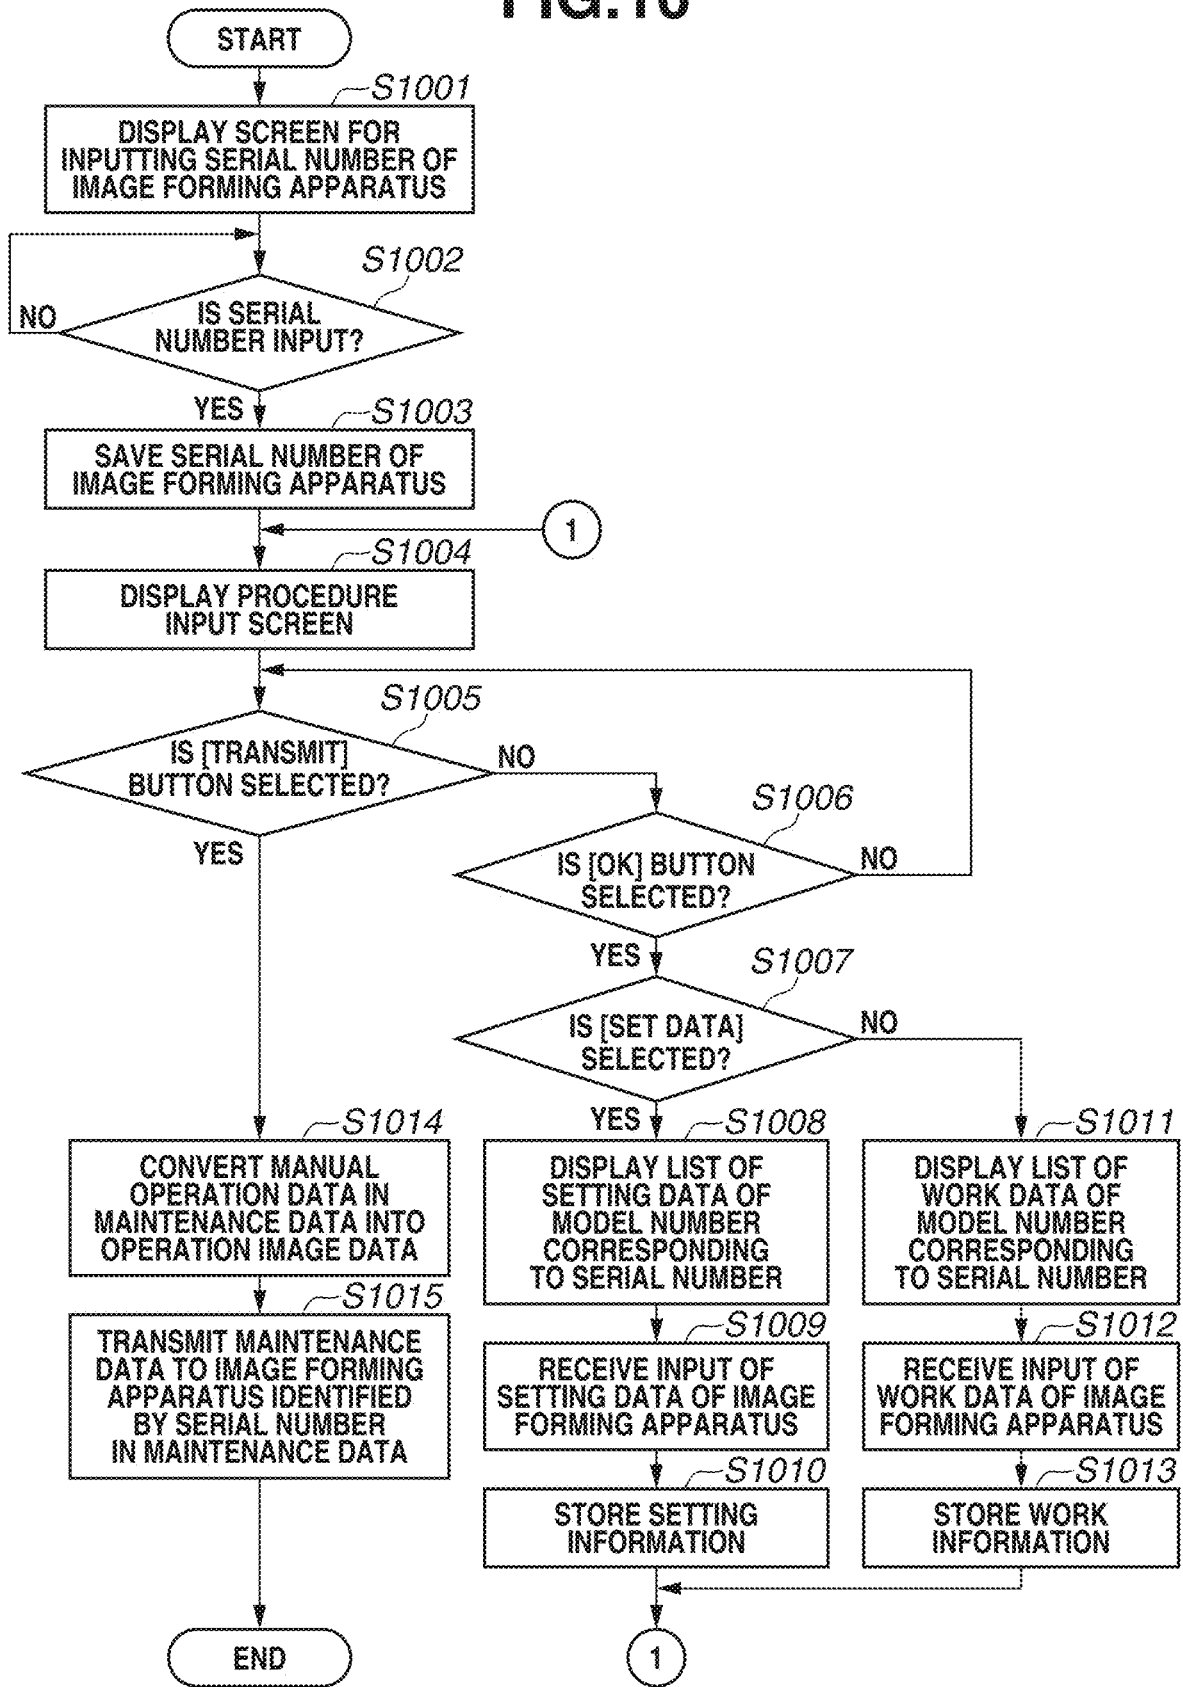 FIG.10
START
S1001
DISPLAY SCREEN FOR
INPUTTING SERIAL NUMBER OF
IMAGE FORMING APPARATUS
S1002
IS SERIAL
NUMBER INPUT?
NO
YES
S1003
SAVE SERIAL NUMBER OF
IMAGE FORMING APPARATUS
1
S1004
DISPLAY PROCEDURE
INPUT SCREEN
S1005
IS [TRANSMIT]
BUTTON SELECTED?
NO
YES
S1006
IS [OK] BUTTON
SELECTED?
NO
YES
S1007
IS [SET DATA]
SELECTED?
NO
YES
S1014
CONVERT MANUAL
OPERATION DATA IN
MAINTENANCE DATA INTO
OPERATION IMAGE DATA
S1015
TRANSMIT MAINTENANCE
DATA TO IMAGE FORMING
APPARATUS IDENTIFIED
BY SERIAL NUMBER
IN MAINTENANCE DATA
END
S1008
DISPLAY LIST OF
SETTING DATA OF
MODEL NUMBER
CORRESPONDING
TO SERIAL NUMBER
S1009
RECEIVE INPUT OF
SETTING DATA OF IMAGE
FORMING APPARATUS
S1010
STORE SETTING
INFORMATION
S1011
DISPLAY LIST OF
WORK DATA OF
MODEL NUMBER
CORRESPONDING
TO SERIAL NUMBER
S1012
RECEIVE INPUT OF
WORK DATA OF IMAGE
FORMING APPARATUS
S1013
STORE WORK
INFORMATION
1